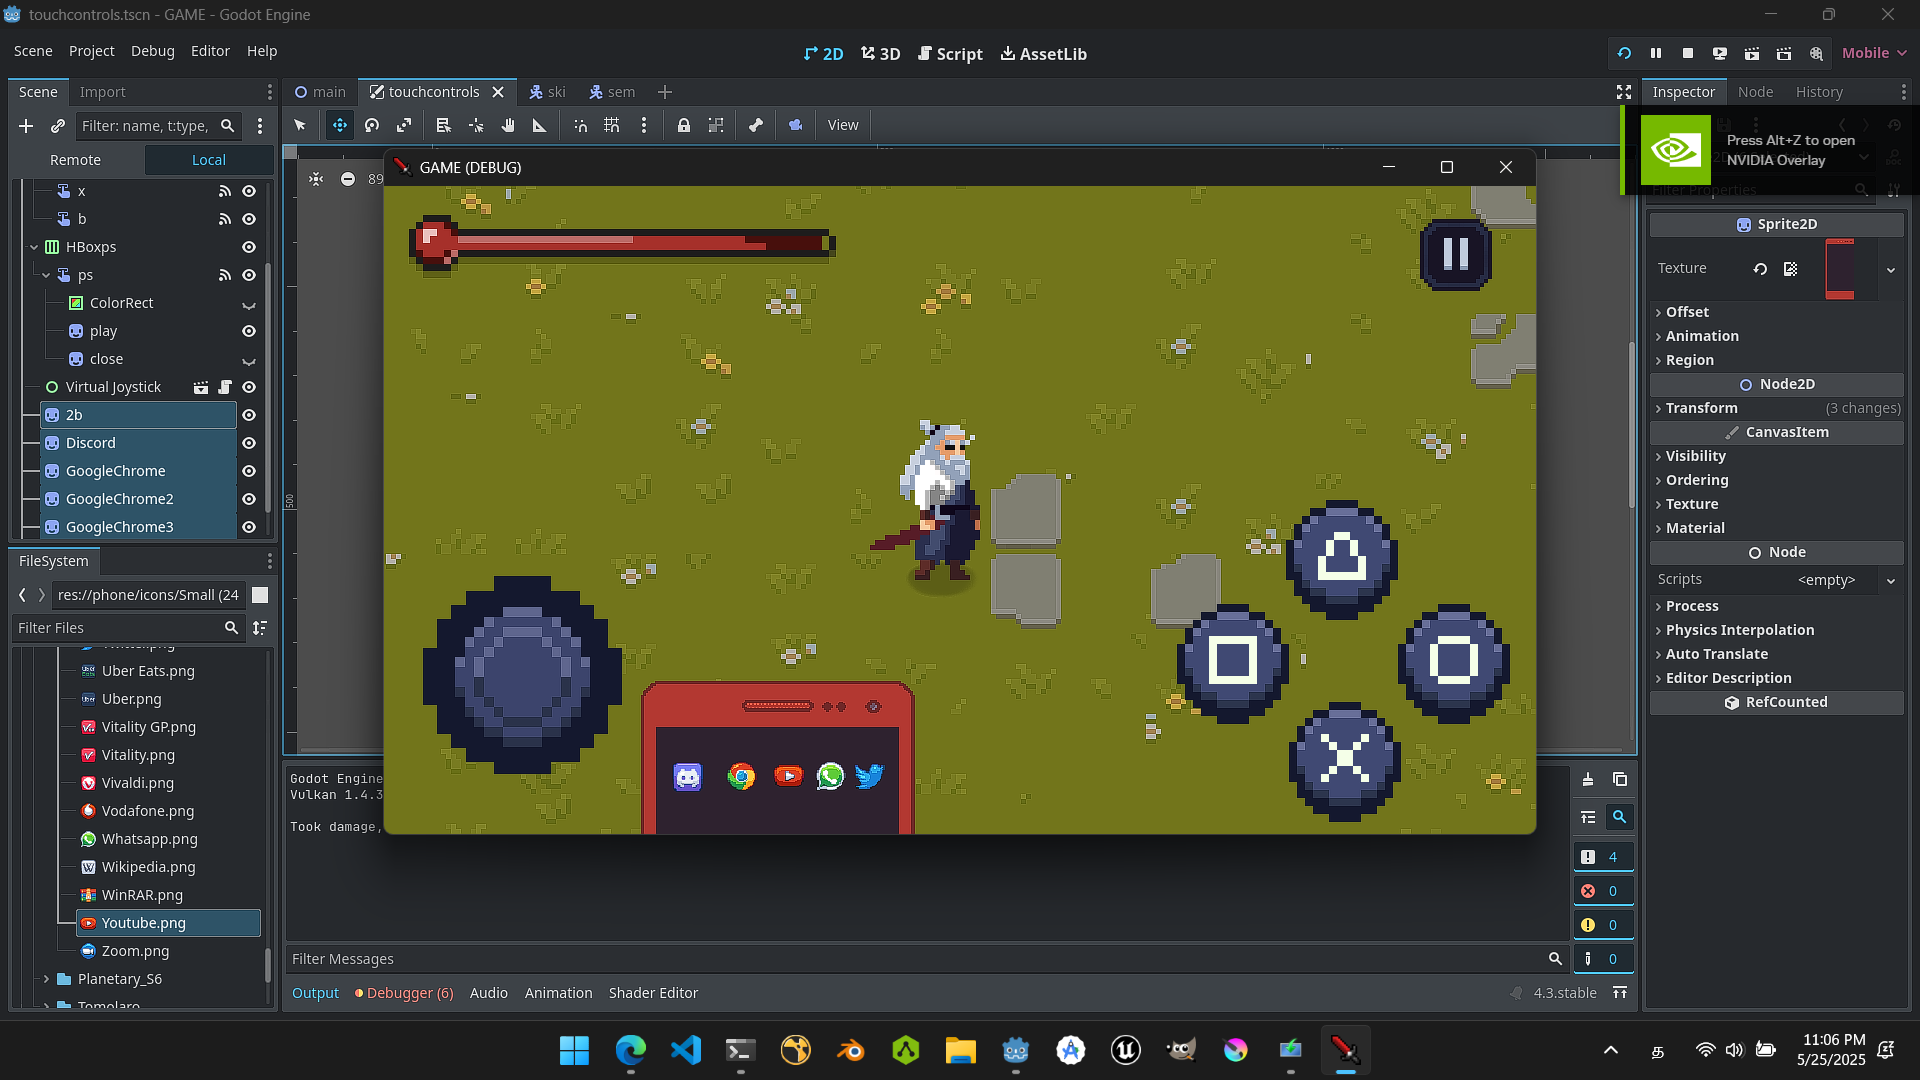 touchcontrols.tscn - GAME - Godot Engine
Scene Project Debug Editor Help
2D 3D Script AssetLib
Mobile
Scene Import
main touchcontrols ski sem
Inspector Node History
Filter: name, t:type,
View
Remote Local
Press Alt+Z to open
NVIDIA Overlay
GAME (DEBUG)
89
Filter Properties
x
b
HBoxps
ps
ColorRect
play
close
Virtual Joystick
2b
Discord
GoogleChrome
GoogleChrome2
GoogleChrome3
500
Sprite2D
Texture
Offset
Animation
Region
Node2D
Transform (3 changes)
CanvasItem
Visibility
Ordering
Texture
Material
Node
Scripts <empty>
Process
Physics Interpolation
Auto Translate
Editor Description
RefCounted
FileSystem
res://phone/icons/Small (24
Filter Files
Uber Eats.png
Uber.png
Vitality GP.png
Vitality.png
Vivaldi.png
Vodafone.png
Whatsapp.png
Wikipedia.png
WinRAR.png
Youtube.png
Zoom.png
Planetary_S6
Tomolaro
Godot Engine
Vulkan 1.4.3
Took damage,
4
0
0
0
Filter Messages
Output Debugger (6) Audio Animation Shader Editor
4.3.stable
11:06 PM
5/25/2025